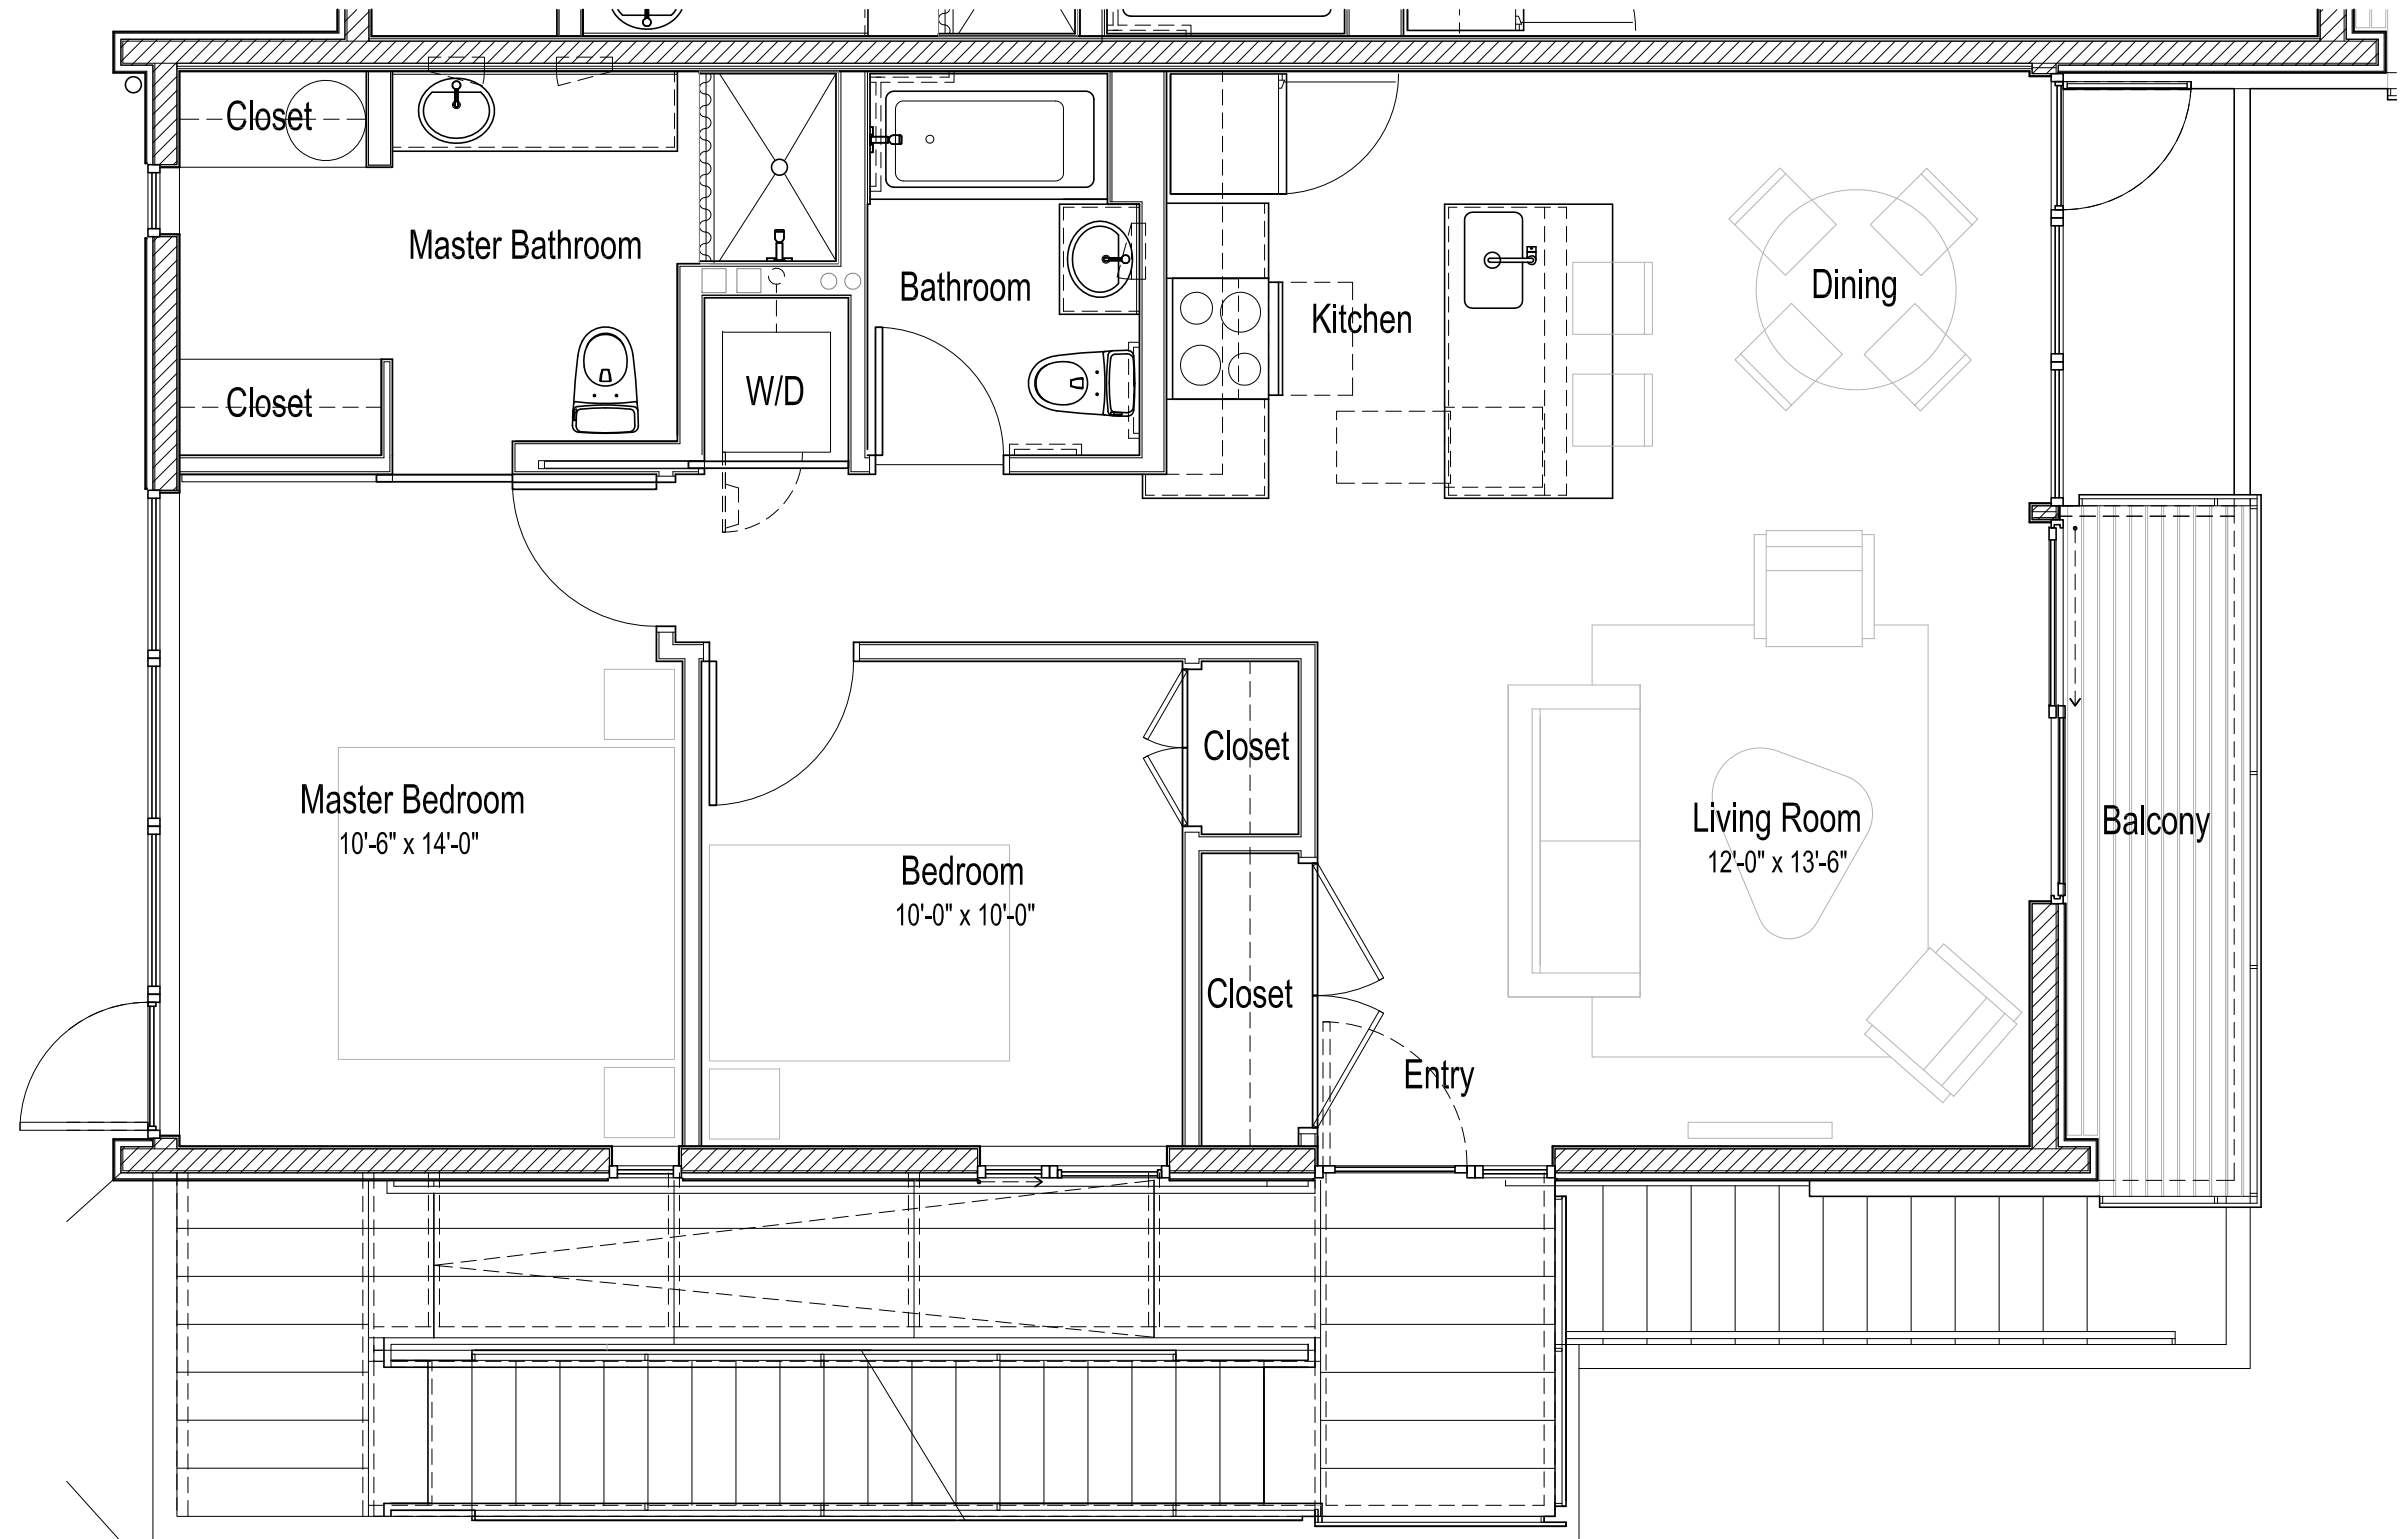 Closet
Master Bathroom
Bathroom
Kitchen
Dining
Closet
W/D
Master Bedroom
10'-6" x 14'-0"
Bedroom
10'-0" x 10'-0"
Closet
Closet
Living Room
12'-0" x 13'-6"
Balcony
Entry